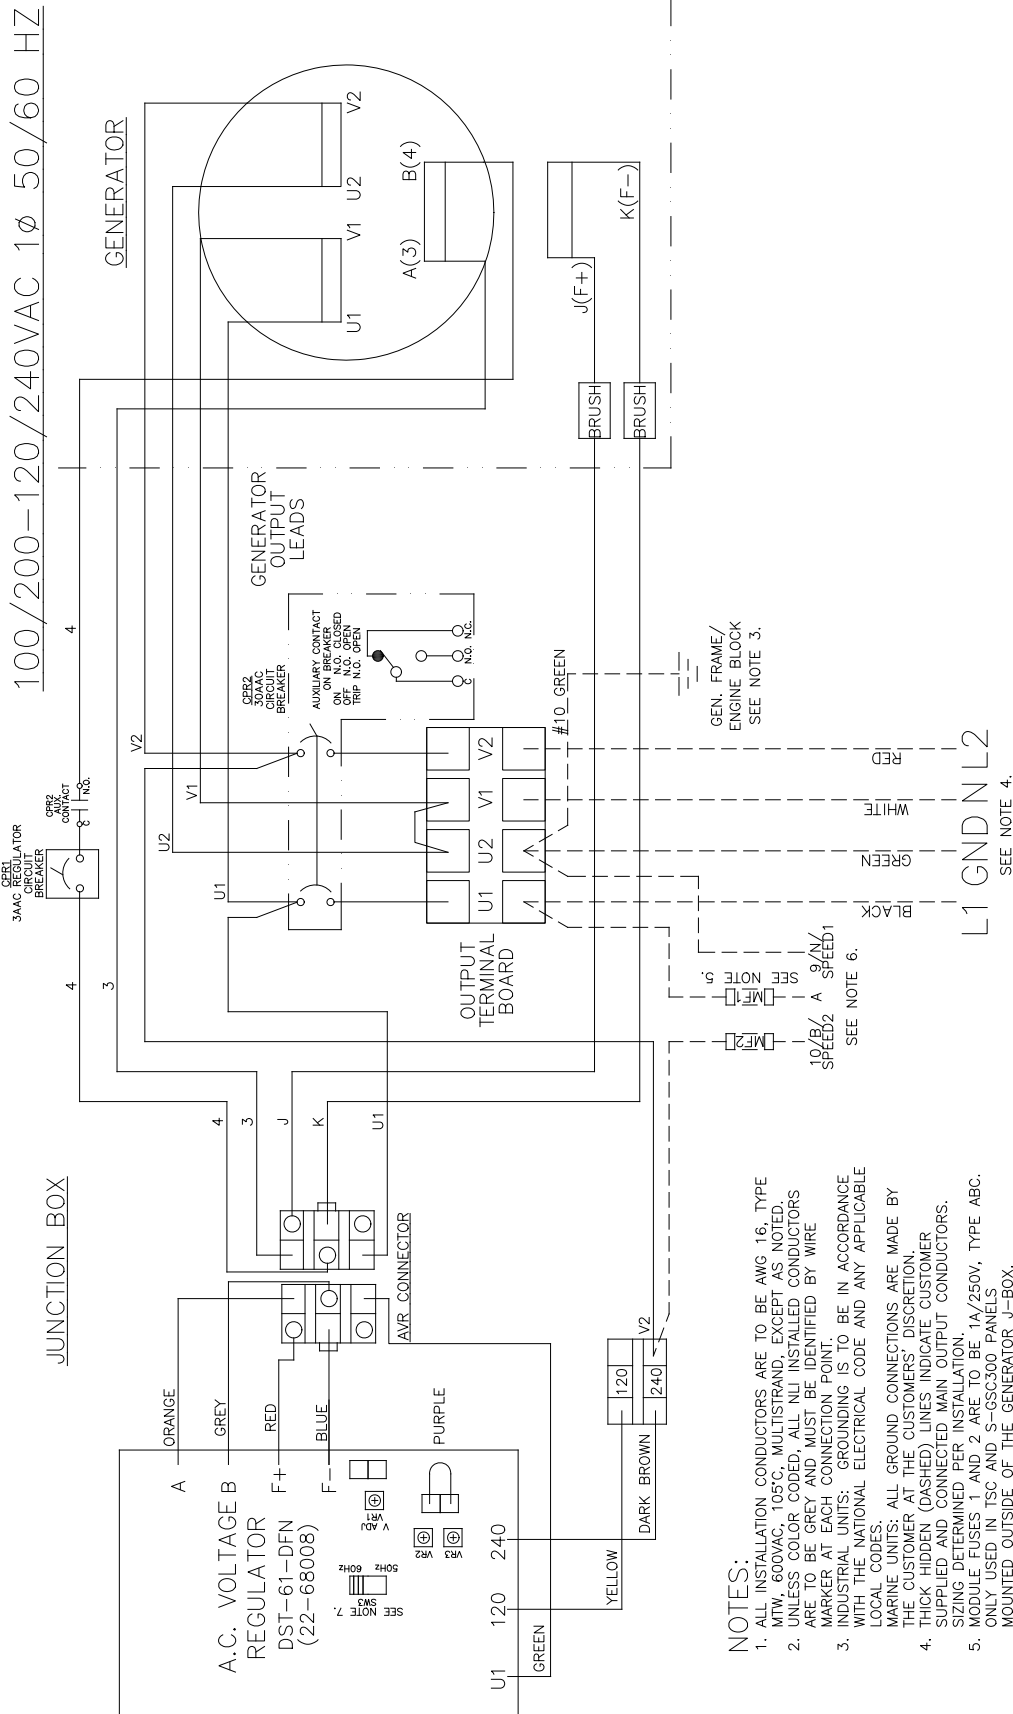 100/200-120/240VAC 1Ø 50/60 HZ
JUNCTION BOX
GENERATOR
CPR1
3AAC REGULATOR
CIRCUIT
BREAKER
CPR2
AUX.
CONTACT
C
N.O.
4
4
3
V2
V1
U2
U1
CPR2
30AAC
CIRCUIT
BREAKER
AUXILIARY CONTACT
ON BREAKER
ON N.O. CLOSED
OFF N.O. OPEN
TRIP N.O. OPEN
C
N.O.
N.C.
GENERATOR
OUTPUT
LEADS
U1
V1
U2
V2
A(3)
B(4)
J(F+)
K(F-)
BRUSH
BRUSH
OUTPUT
TERMINAL
BOARD
U1
U2
V1
V2
#10 GREEN
GEN. FRAME/
ENGINE BLOCK
SEE NOTE 3.
BLACK
GREEN
WHITE
RED
L1 GND N L2
SEE NOTE 4.
MF2
MF1
SEE NOTE 5.
10/B/
SPEED2
A
9/N/
SPEED1
SEE NOTE 6.
4
3
J
K
U1
AVR CONNECTOR
ORANGE
GREY
RED
BLUE
PURPLE
A
A.C. VOLTAGE B
REGULATOR F+
DST-61-DFN F-
(22-68008)
VR1
V ADJ
VR2
VR3
60Hz
50Hz
SW3
SEE NOTE 7.
U1
120
240
GREEN
YELLOW
DARK BROWN
120
240
V2
NOTES:
1. ALL INSTALLATION CONDUCTORS ARE TO BE AWG 16, TYPE
MTW, 600VAC, 105°C, MULTISTRAND, EXCEPT AS NOTED.
2. UNLESS COLOR CODED, ALL NLI INSTALLED CONDUCTORS
ARE TO BE GREY AND MUST BE IDENTIFIED BY WIRE
MARKER AT EACH CONNECTION POINT.
3. INDUSTRIAL UNITS: GROUNDING IS TO BE IN ACCORDANCE
WITH THE NATIONAL ELECTRICAL CODE AND ANY APPLICABLE
LOCAL CODES.
MARINE UNITS: ALL GROUND CONNECTIONS ARE MADE BY
THE CUSTOMER AT THE CUSTOMERS' DISCRETION.
4. THICK HIDDEN (DASHED) LINES INDICATE CUSTOMER
SUPPLIED AND CONNECTED MAIN OUTPUT CONDUCTORS.
SIZING DETERMINED PER INSTALLATION.
5. MODULE FUSES 1 AND 2 ARE TO BE 1A/250V, TYPE ABC.
ONLY USED IN TSC AND S-GSC300 PANELS
MOUNTED OUTSIDE OF THE GENERATOR J-BOX.